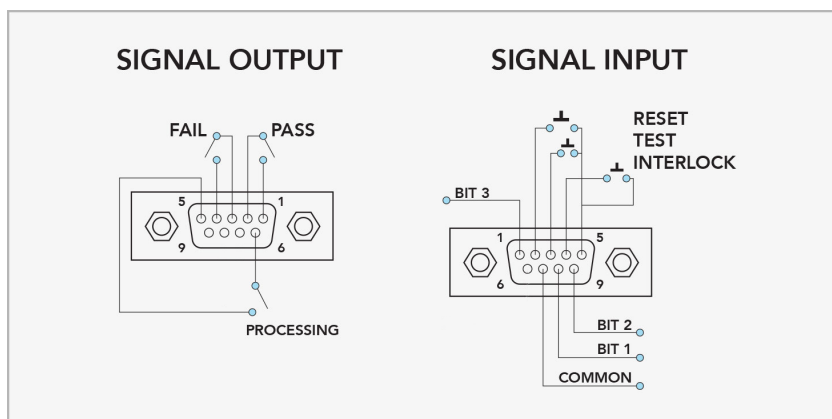 SIGNAL OUTPUT
FAIL
PASS
5
1
9
6
PROCESSING
SIGNAL INPUT
RESET
TEST
INTERLOCK
BIT 3
1
5
6
9
BIT 2
BIT 1
COMMON